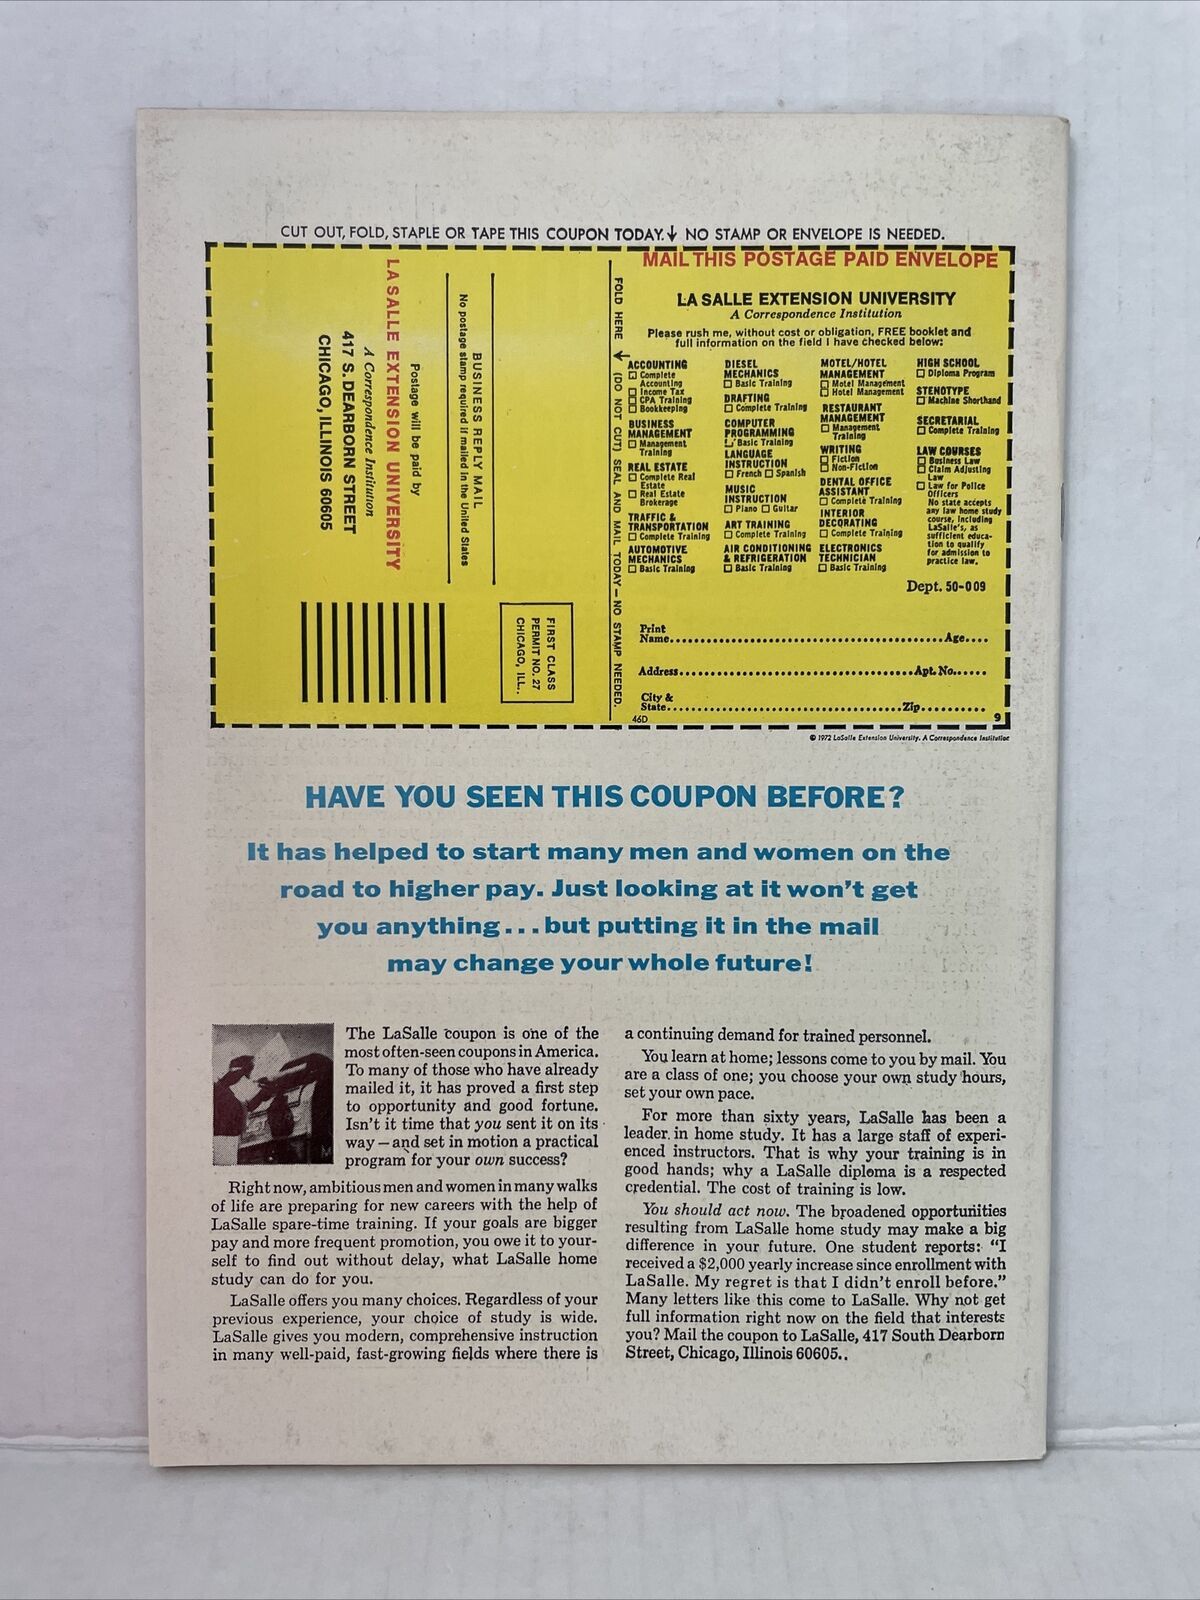 CUT OUT, FOLD, STAPLE OR TAPE THIS COUPON TODAY.↓ NO STAMP OR ENVELOPE IS NEEDED.
BUSINESS REPLY MAIL
No postage stamp required if mailed in the United States
Postage will be paid by
LA SALLE EXTENSION UNIVERSITY
A Correspondence Institution
417 S. DEARBORN STREET
CHICAGO, ILLINOIS 60605
FIRST CLASS
PERMIT NO. 27
CHICAGO, ILL.
FOLD HERE (DO NOT CUT) SEAL AND MAIL TODAY — NO STAMP NEEDED.
MAIL THIS POSTAGE PAID ENVELOPE
LA SALLE EXTENSION UNIVERSITY
A Correspondence Institution
Please rush me, without cost or obligation, FREE booklet and
full information on the field I have checked below:
ACCOUNTING
☐ Complete
Accounting
☐ Income Tax
☐ CPA Training
☐ Bookkeeping
BUSINESS
MANAGEMENT
☐ Management
Training
REAL ESTATE
☐ Complete Real
Estate
☐ Real Estate
Brokerage
TRAFFIC &
TRANSPORTATION
☐ Complete Training
AUTOMOTIVE
MECHANICS
☐ Basic Training
DIESEL
MECHANICS
☐ Basic Training
DRAFTING
☐ Complete Training
COMPUTER
PROGRAMMING
☐ Basic Training
LANGUAGE
INSTRUCTION
☐ French ☐ Spanish
MUSIC
INSTRUCTION
☐ Piano ☐ Guitar
ART TRAINING
☐ Complete Training
AIR CONDITIONING
& REFRIGERATION
☐ Basic Training
MOTEL/HOTEL
MANAGEMENT
☐ Motel Management
☐ Hotel Management
RESTAURANT
MANAGEMENT
☐ Management
Training
WRITING
☐ Fiction
☐ Non-Fiction
DENTAL OFFICE
ASSISTANT
☐ Complete Training
INTERIOR
DECORATING
☐ Complete Training
ELECTRONICS
TECHNICIAN
☐ Basic Training
HIGH SCHOOL
☐ Diploma Program
STENOTYPE
☐ Machine Shorthand
SECRETARIAL
☐ Complete Training
LAW COURSES
☐ Business Law
☐ Claim Adjusting
Law
☐ Law for Police
Officers
No state accepts
any law home study
course, including
LaSalle's, as
sufficient educa-
tion to qualify
for admission to
practice law.
Dept. 50-009
Print
Name........Age....
Address........Apt. No......
City &
State........Zip..........
46D
9
© 1972 LaSalle Extension University. A Correspondence Institution
HAVE YOU SEEN THIS COUPON BEFORE?
It has helped to start many men and women on the
road to higher pay. Just looking at it won't get
you anything...but putting it in the mail
may change your whole future!
The LaSalle coupon is one of the
most often-seen coupons in America.
To many of those who have already
mailed it, it has proved a first step
to opportunity and good fortune.
Isn't it time that you sent it on its
way—and set in motion a practical
program for your own success?
Right now, ambitious men and women in many walks
of life are preparing for new careers with the help of
LaSalle spare-time training. If your goals are bigger
pay and more frequent promotion, you owe it to your-
self to find out without delay, what LaSalle home
study can do for you.
LaSalle offers you many choices. Regardless of your
previous experience, your choice of study is wide.
LaSalle gives you modern, comprehensive instruction
in many well-paid, fast-growing fields where there is
a continuing demand for trained personnel.
You learn at home; lessons come to you by mail. You
are a class of one; you choose your own study hours,
set your own pace.
For more than sixty years, LaSalle has been a
leader in home study. It has a large staff of experi-
enced instructors. That is why your training is in
good hands; why a LaSalle diploma is a respected
credential. The cost of training is low.
You should act now. The broadened opportunities
resulting from LaSalle home study may make a big
difference in your future. One student reports: "I
received a $2,000 yearly increase since enrollment with
LaSalle. My regret is that I didn't enroll before."
Many letters like this come to LaSalle. Why not get
full information right now on the field that interests
you? Mail the coupon to LaSalle, 417 South Dearborn
Street, Chicago, Illinois 60605..